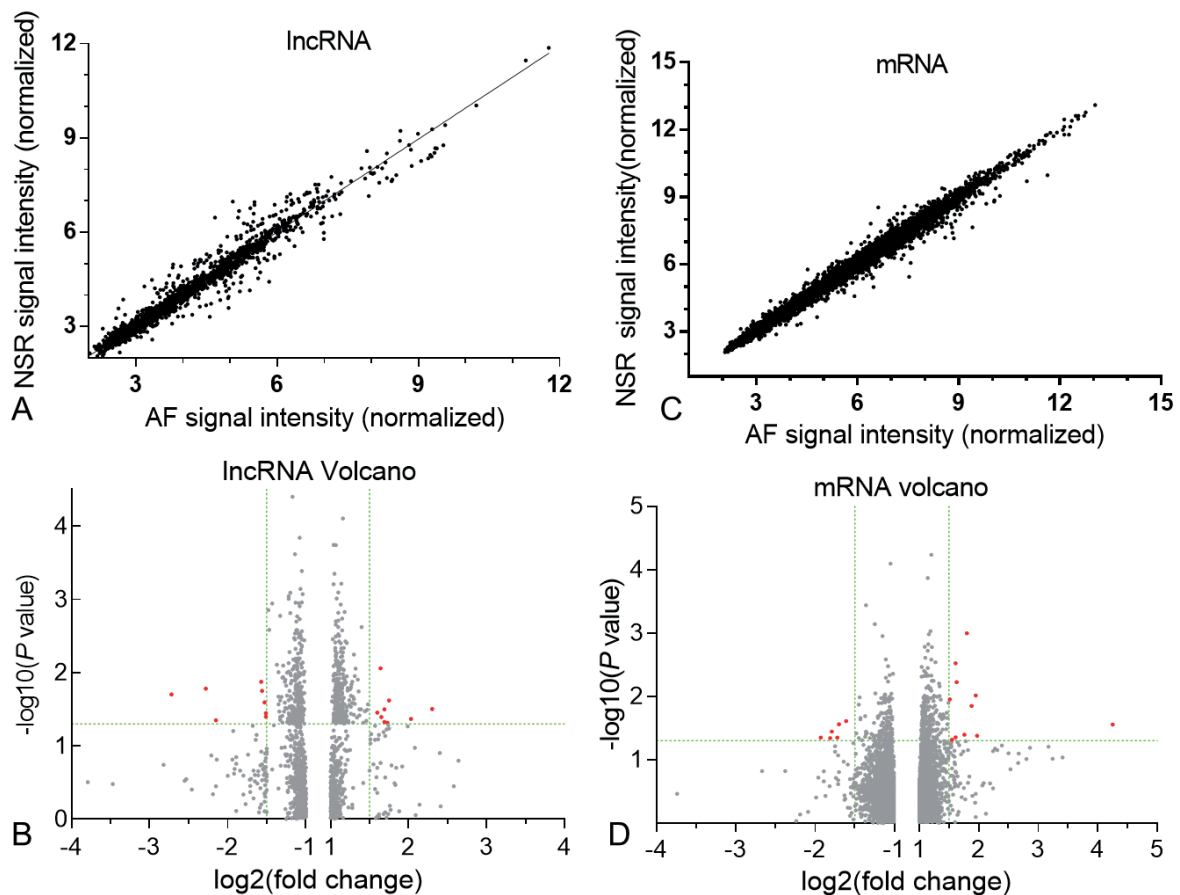 lncRNA
12
9
6
3
NSR signal intensity (normalized)
3
6
9
12
AF signal intensity (normalized)
A
mRNA
15
12
9
6
3
NSR signal intensity(normalized)
3
6
9
12
15
AF signal intensity (normalized)
C
lncRNA Volcano
4
3
2
1
0
-log10(P value)
-4
-3
-2
-1
1
2
3
4
log2(fold change)
B
mRNA volcano
5
4
3
2
1
-log10(P value)
-4
-3
-2
-1
1
2
3
4
5
log2(fold change)
D